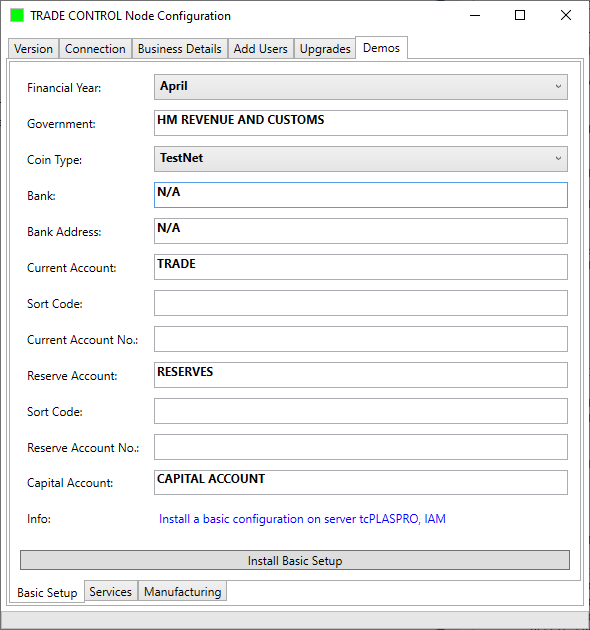 TRADE CONTROL Node Configuration
Version Connection Business Details Add Users Upgrades Demos
Financial Year: April
Government: HM REVENUE AND CUSTOMS
Coin Type: TestNet
Bank: N/A
Bank Address: N/A
Current Account: TRADE
Sort Code:
Current Account No.:
Reserve Account: RESERVES
Sort Code:
Reserve Account No.:
Capital Account: CAPITAL ACCOUNT
Info: Install a basic configuration on server tcPLASPRO, IAM
Install Basic Setup
Basic Setup Services Manufacturing